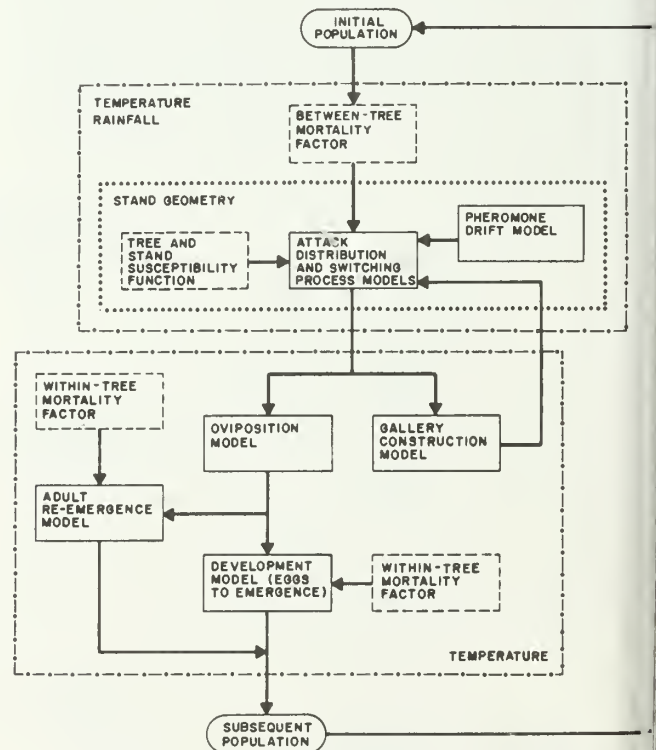 INITIAL
POPULATION
TEMPERATURE
RAINFALL
BETWEEN-TREE
MORTALITY
FACTOR
STAND GEOMETRY
TREE AND
STAND
SUSCEPTIBILITY
FUNCTION
ATTACK
DISTRIBUTION
AND SWITCHING
PROCESS MODELS
PHEROMONE
DRIFT MODEL
WITHIN-TREE
MORTALITY
FACTOR
OVIPOSITION
MODEL
GALLERY
CONSTRUCTION
MODEL
ADULT
RE-EMERGENCE
MODEL
DEVELOPMENT
MODEL (EGGS
TO EMERGENCE)
WITHIN-TREE
MORTALITY
FACTOR
TEMPERATURE
SUBSEQUENT
POPULATION